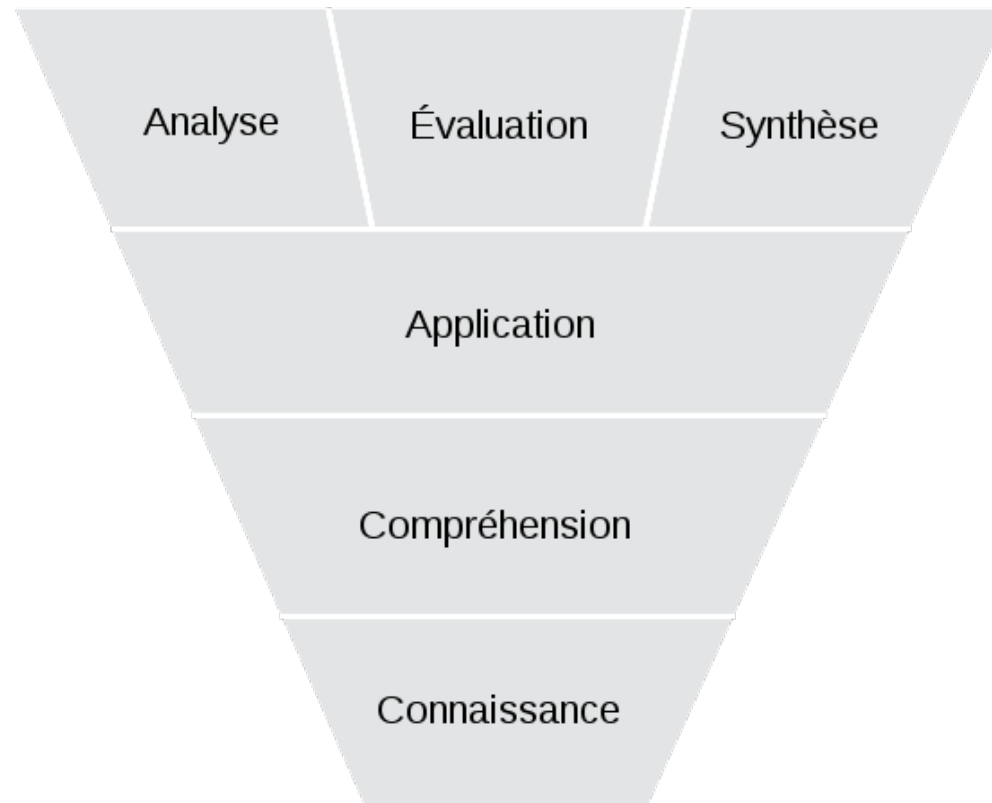 Analyse
Évaluation
Synthèse
Application
Compréhension
Connaissance